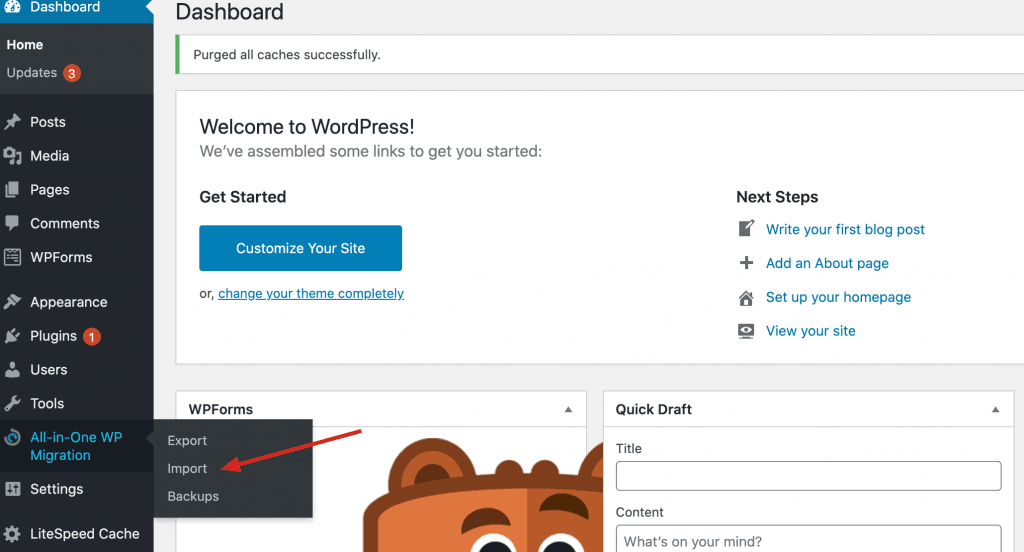 Dashboard
Home
Updates 3
Posts
Media
Pages
Comments
WPForms
Appearance
Plugins 1
Users
Tools
All-in-One WP
Migration
Settings
LiteSpeed Cache
Export
Import
Backups
Dashboard
Purged all caches successfully.
Welcome to WordPress!
We've assembled some links to get you started:
Get Started
Customize Your Site
or, change your theme completely
Next Steps
Write your first blog post
Add an About page
Set up your homepage
View your site
WPForms
Quick Draft
Title
Content
What's on your mind?